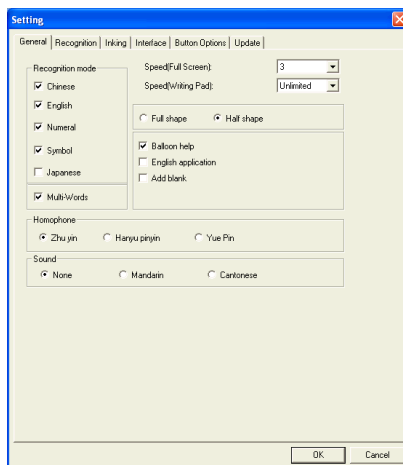 Setting
General Recognition Inking Interface Button Options Update
Recognition mode
Chinese
English
Numeral
Symbol
Japanese
Multi-Words
Speed(Full Screen): 3
Speed(Writing Pad): Unlimited
Full shape Half shape
Balloon help
English application
Add blank
Homophone
Zhu yin Hanyu pinyin Yue Pin
Sound
None Mandarin Cantonese
OK Cancel